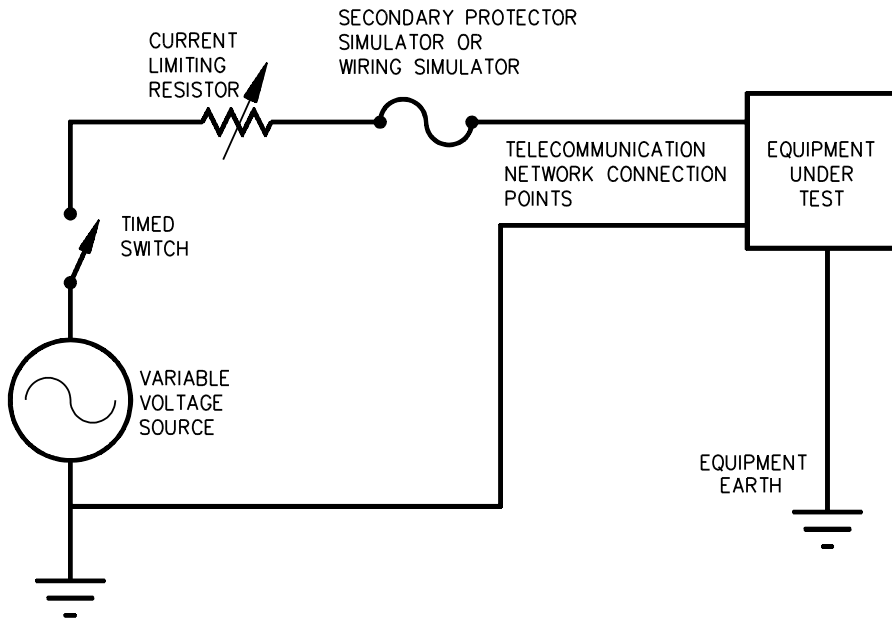 SECONDARY PROTECTOR
SIMULATOR OR
WIRING SIMULATOR
CURRENT
LIMITING
RESISTOR
TELECOMMUNICATION
NETWORK CONNECTION
POINTS
EQUIPMENT
UNDER
TEST
TIMED
SWITCH
VARIABLE
VOLTAGE
SOURCE
EQUIPMENT
EARTH